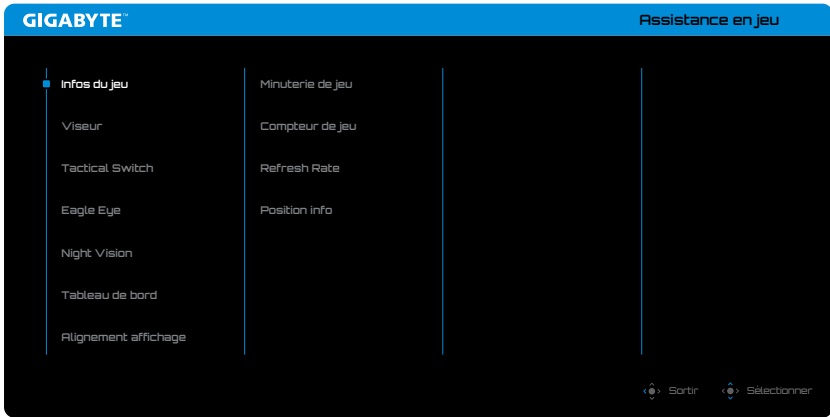 GIGABYTE™
Assistance en jeu
Infos du jeu
Viseur
Tactical Switch
Eagle Eye
Night Vision
Tableau de bord
Alignement affichage
Minuterie de jeu
Compteur de jeu
Refresh Rate
Position info
Sortir
Sélectionner